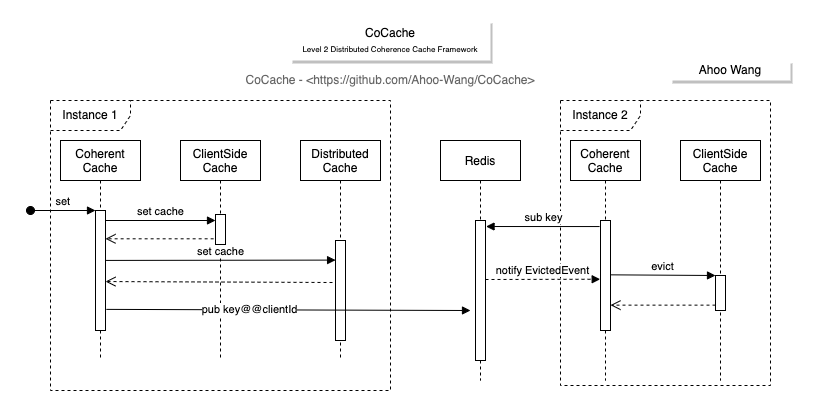 CoCache
Level 2 Distributed Coherence Cache Framework
Ahoo Wang
CoCache - <https://github.com/Ahoo-Wang/CoCache>
Instance 1
Instance 2
Coherent
Cache
ClientSide
Cache
Distributed
Cache
Redis
Coherent
Cache
ClientSide
Cache
set
set cache
sub key
set cache
notify EvictedEvent
evict
pub key@@clientId